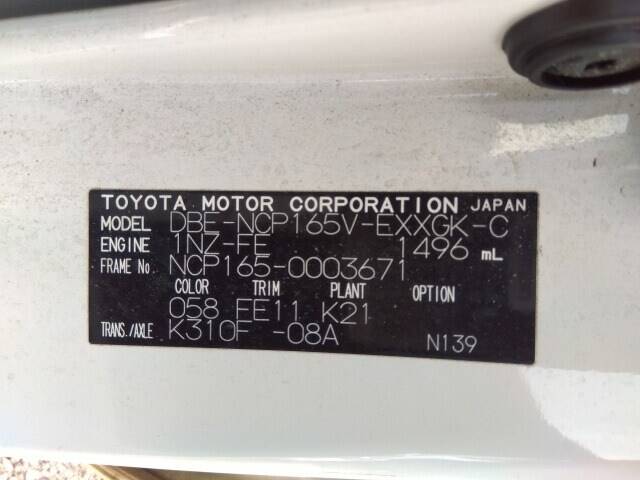 TOYOTA MOTOR CORPORATION JAPAN
MODEL DBE-NCP165V-EXXGK-C
ENGINE 1NZ-FE 1496 mL
FRAME No NCP165-0003671
COLOR TRIM PLANT OPTION
058 EE11 K21
TRANS./AXLE K310F -08A N139